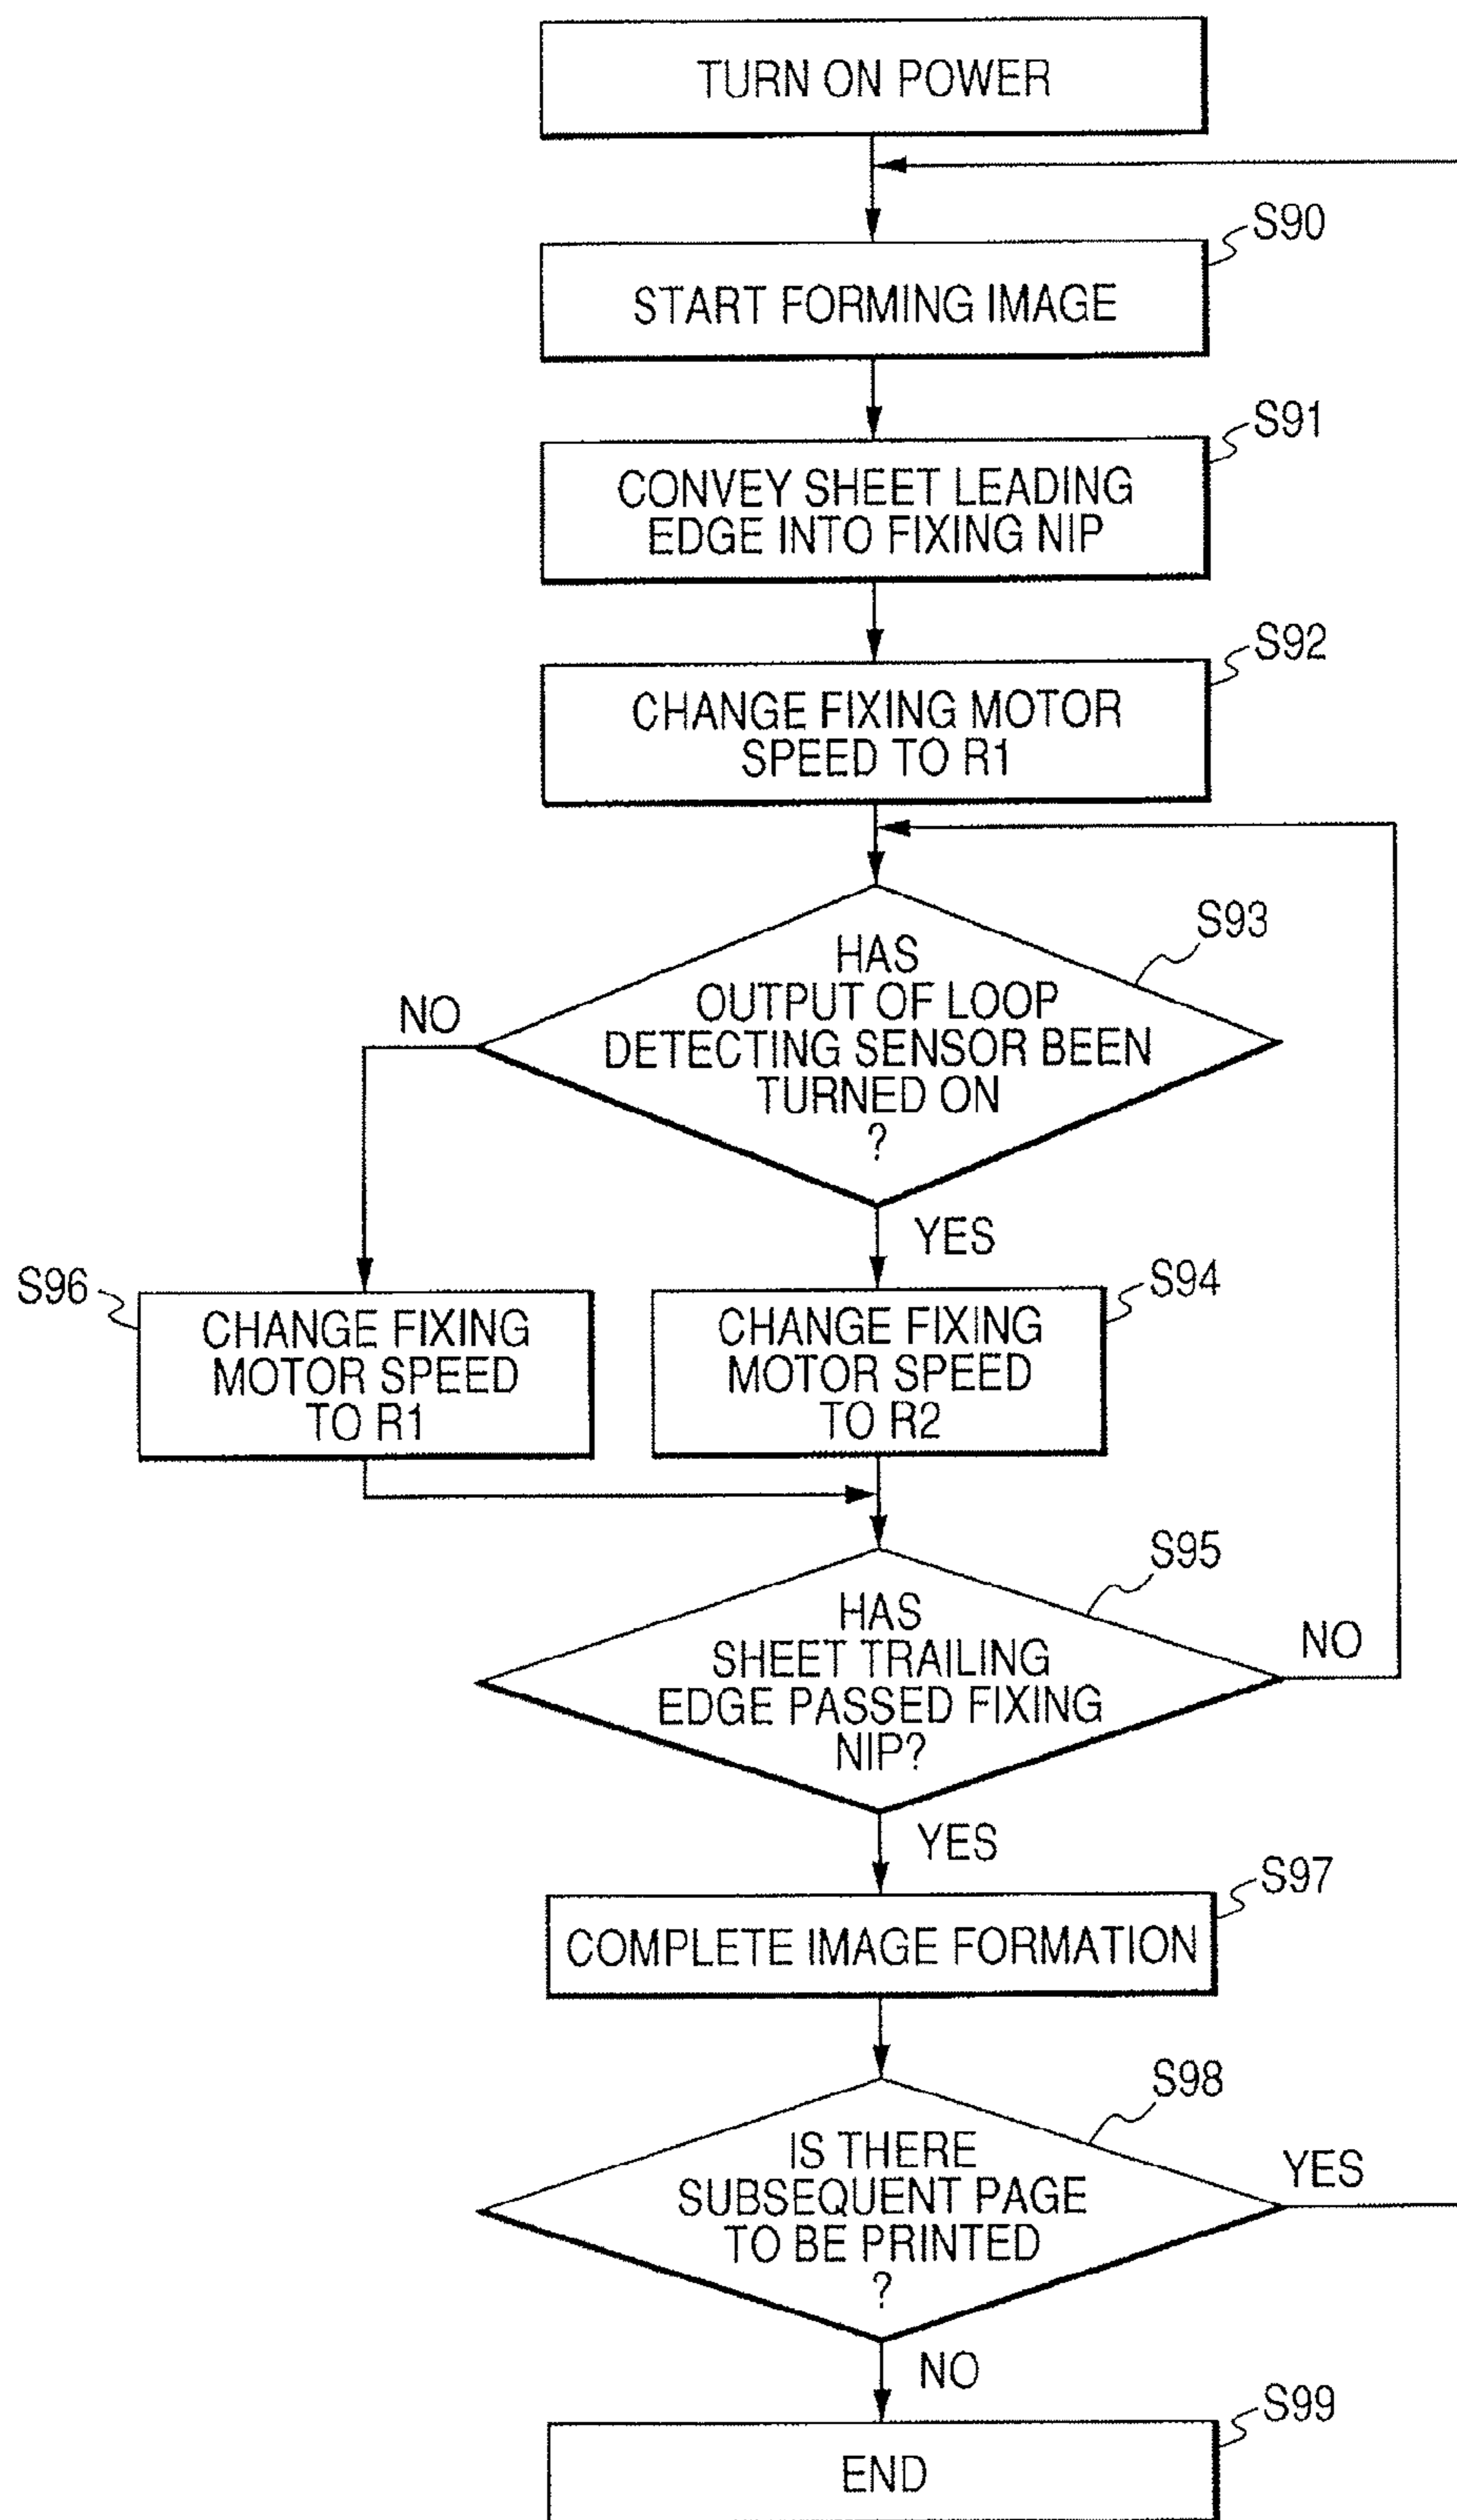 TURN ON POWER
S90
START FORMING IMAGE
S91
CONVEY SHEET LEADING
EDGE INTO FIXING NIP
S92
CHANGE FIXING MOTOR
SPEED TO R1
S93
HAS
OUTPUT OF LOOP
DETECTING SENSOR BEEN
TURNED ON
?
NO
YES
S96
CHANGE FIXING
MOTOR SPEED
TO R1
S94
CHANGE FIXING
MOTOR SPEED
TO R2
S95
HAS
SHEET TRAILING
EDGE PASSED FIXING
NIP?
NO
YES
S97
COMPLETE IMAGE FORMATION
S98
IS THERE
SUBSEQUENT PAGE
TO BE PRINTED
?
YES
NO
S99
END